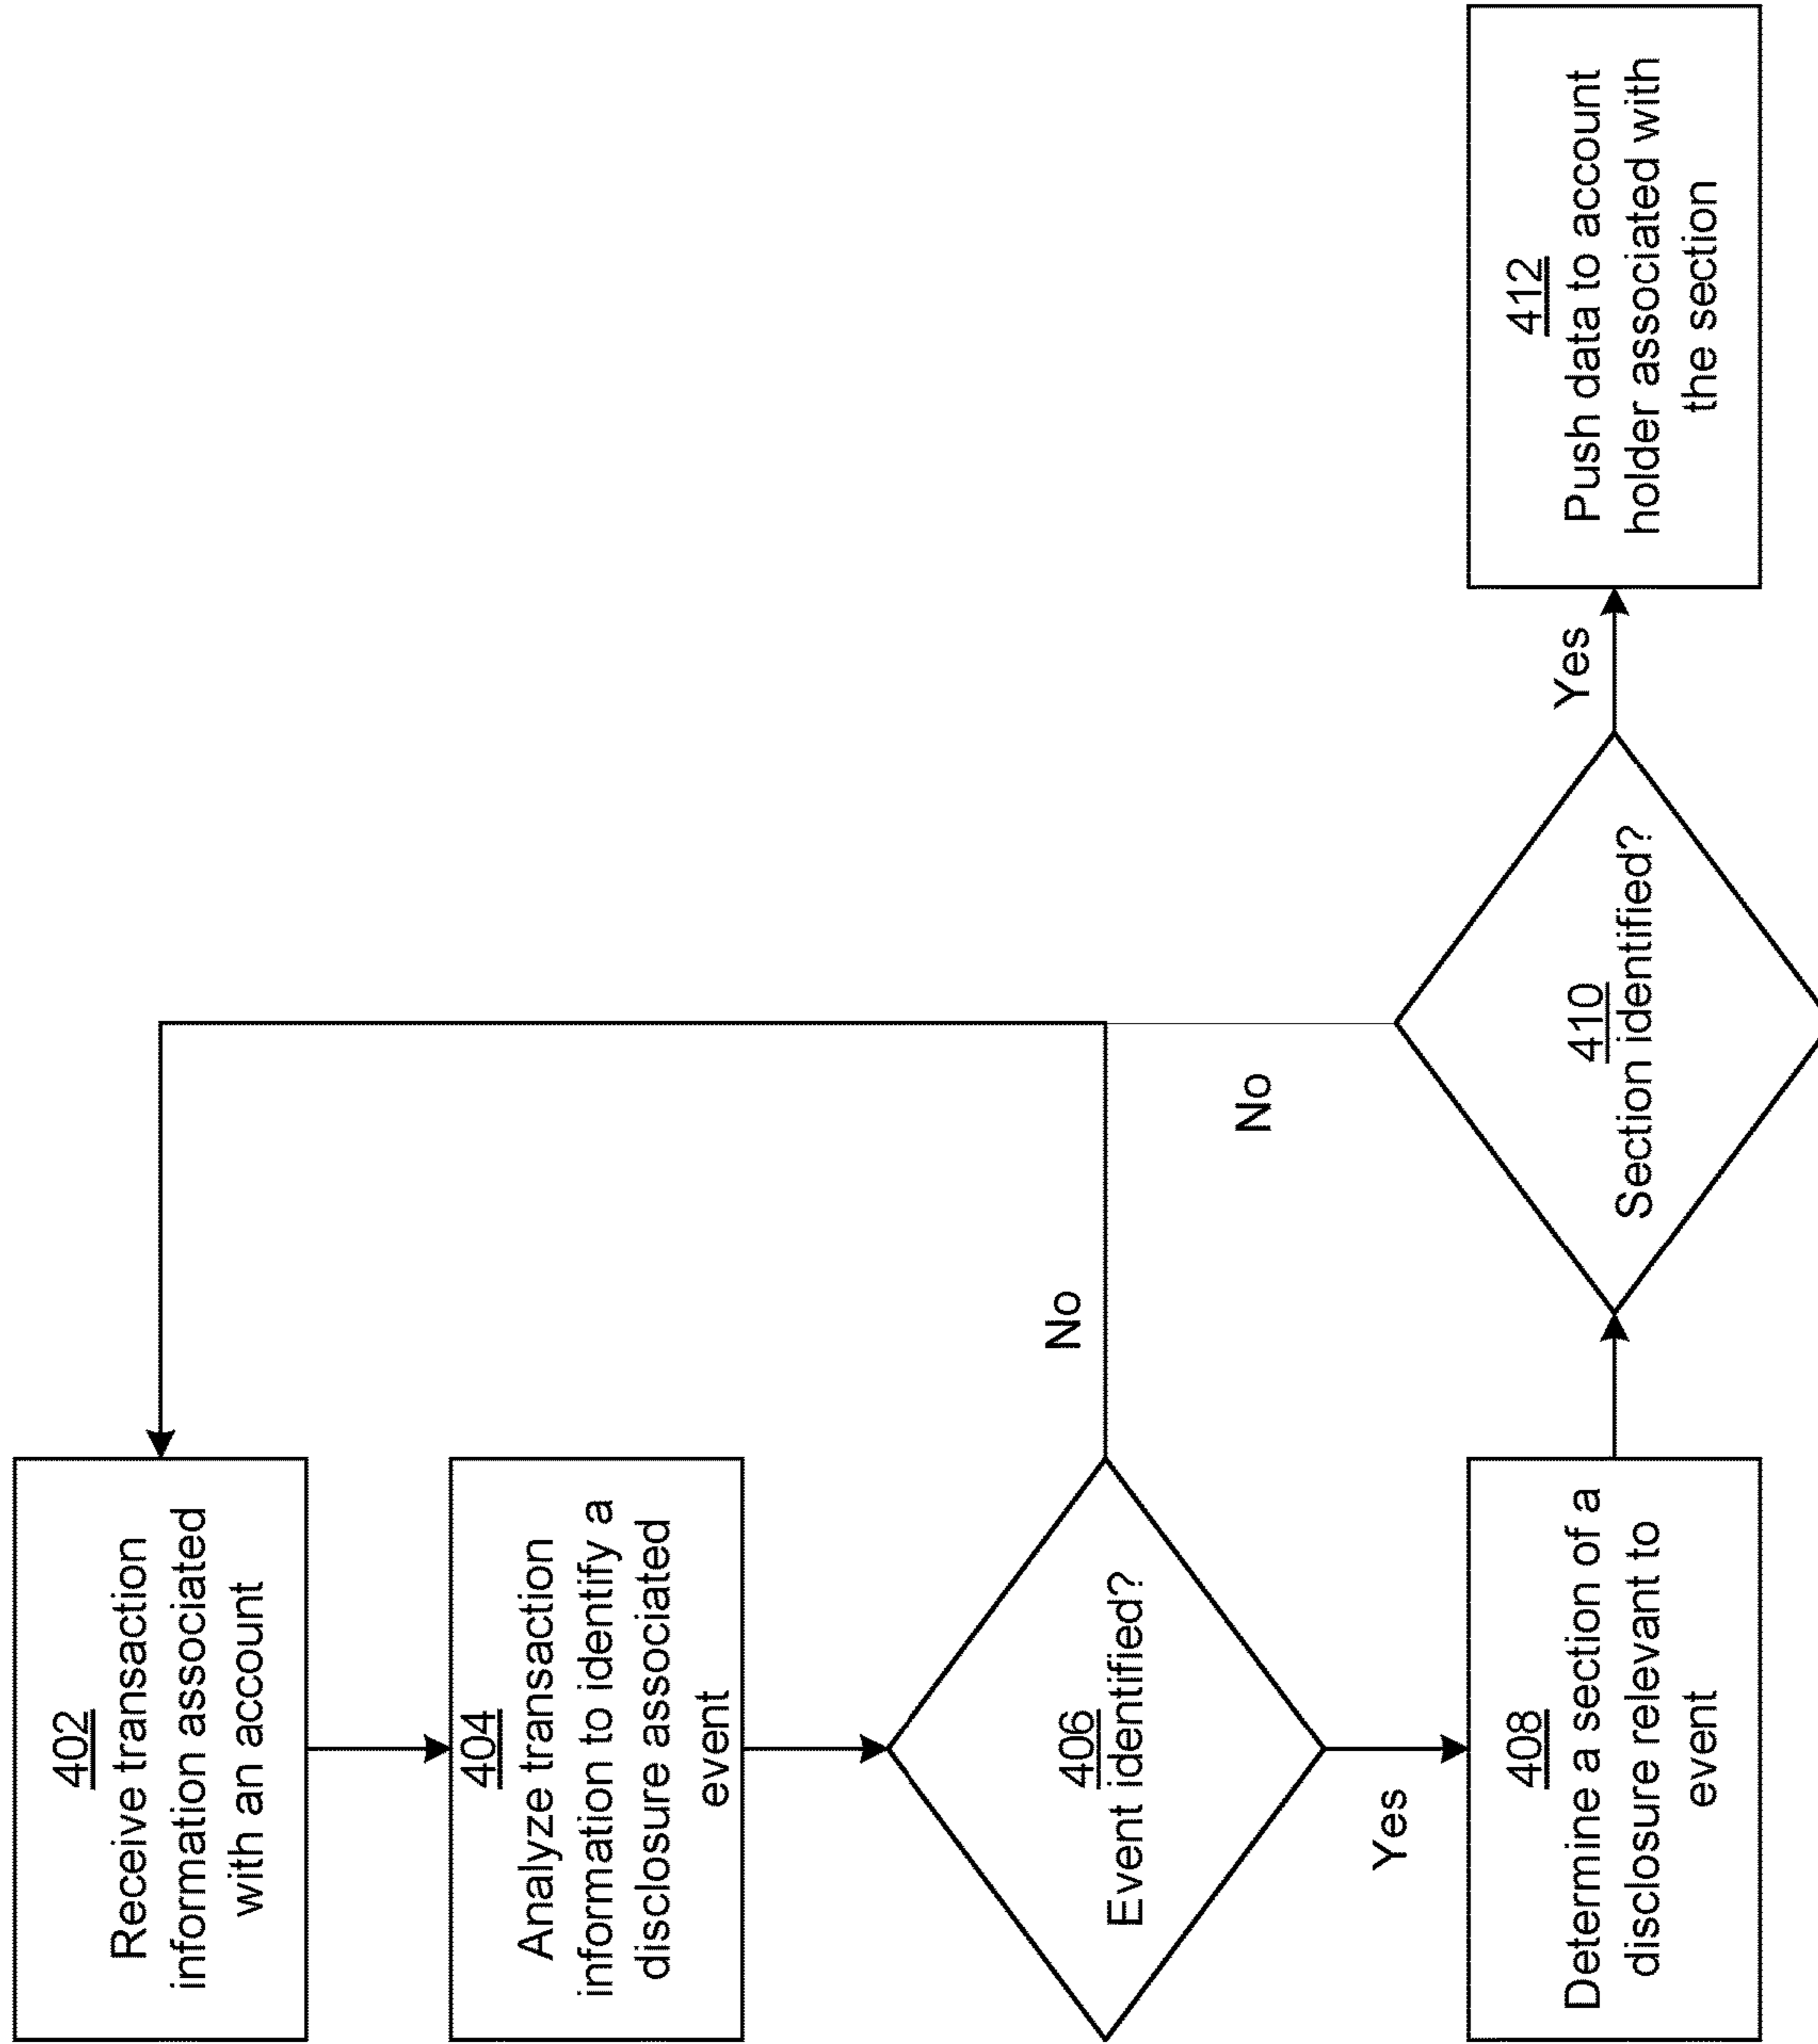 402
Receive transaction
information associated
with an account
404
Analyze transaction
information to identify a
disclosure associated
event
406
Event identified?
No
Yes
408
Determine a section of a
disclosure relevant to
event
410
Section identified?
No
Yes
412
Push data to account
holder associated with
the section